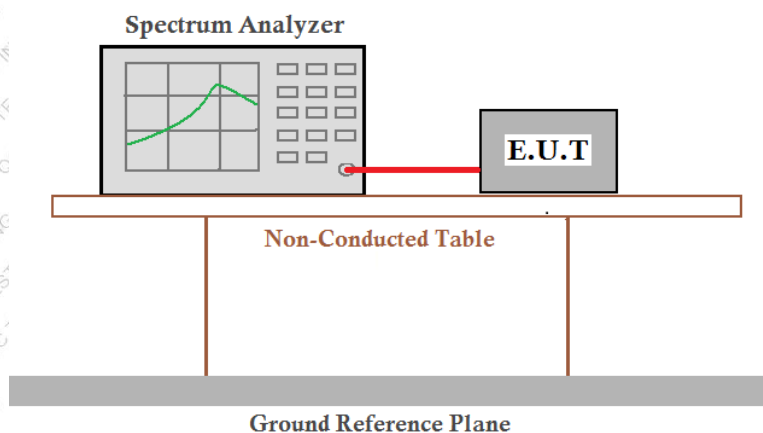 Spectrum Analyzer
E.U.T
Non-Conducted Table
Ground Reference Plane